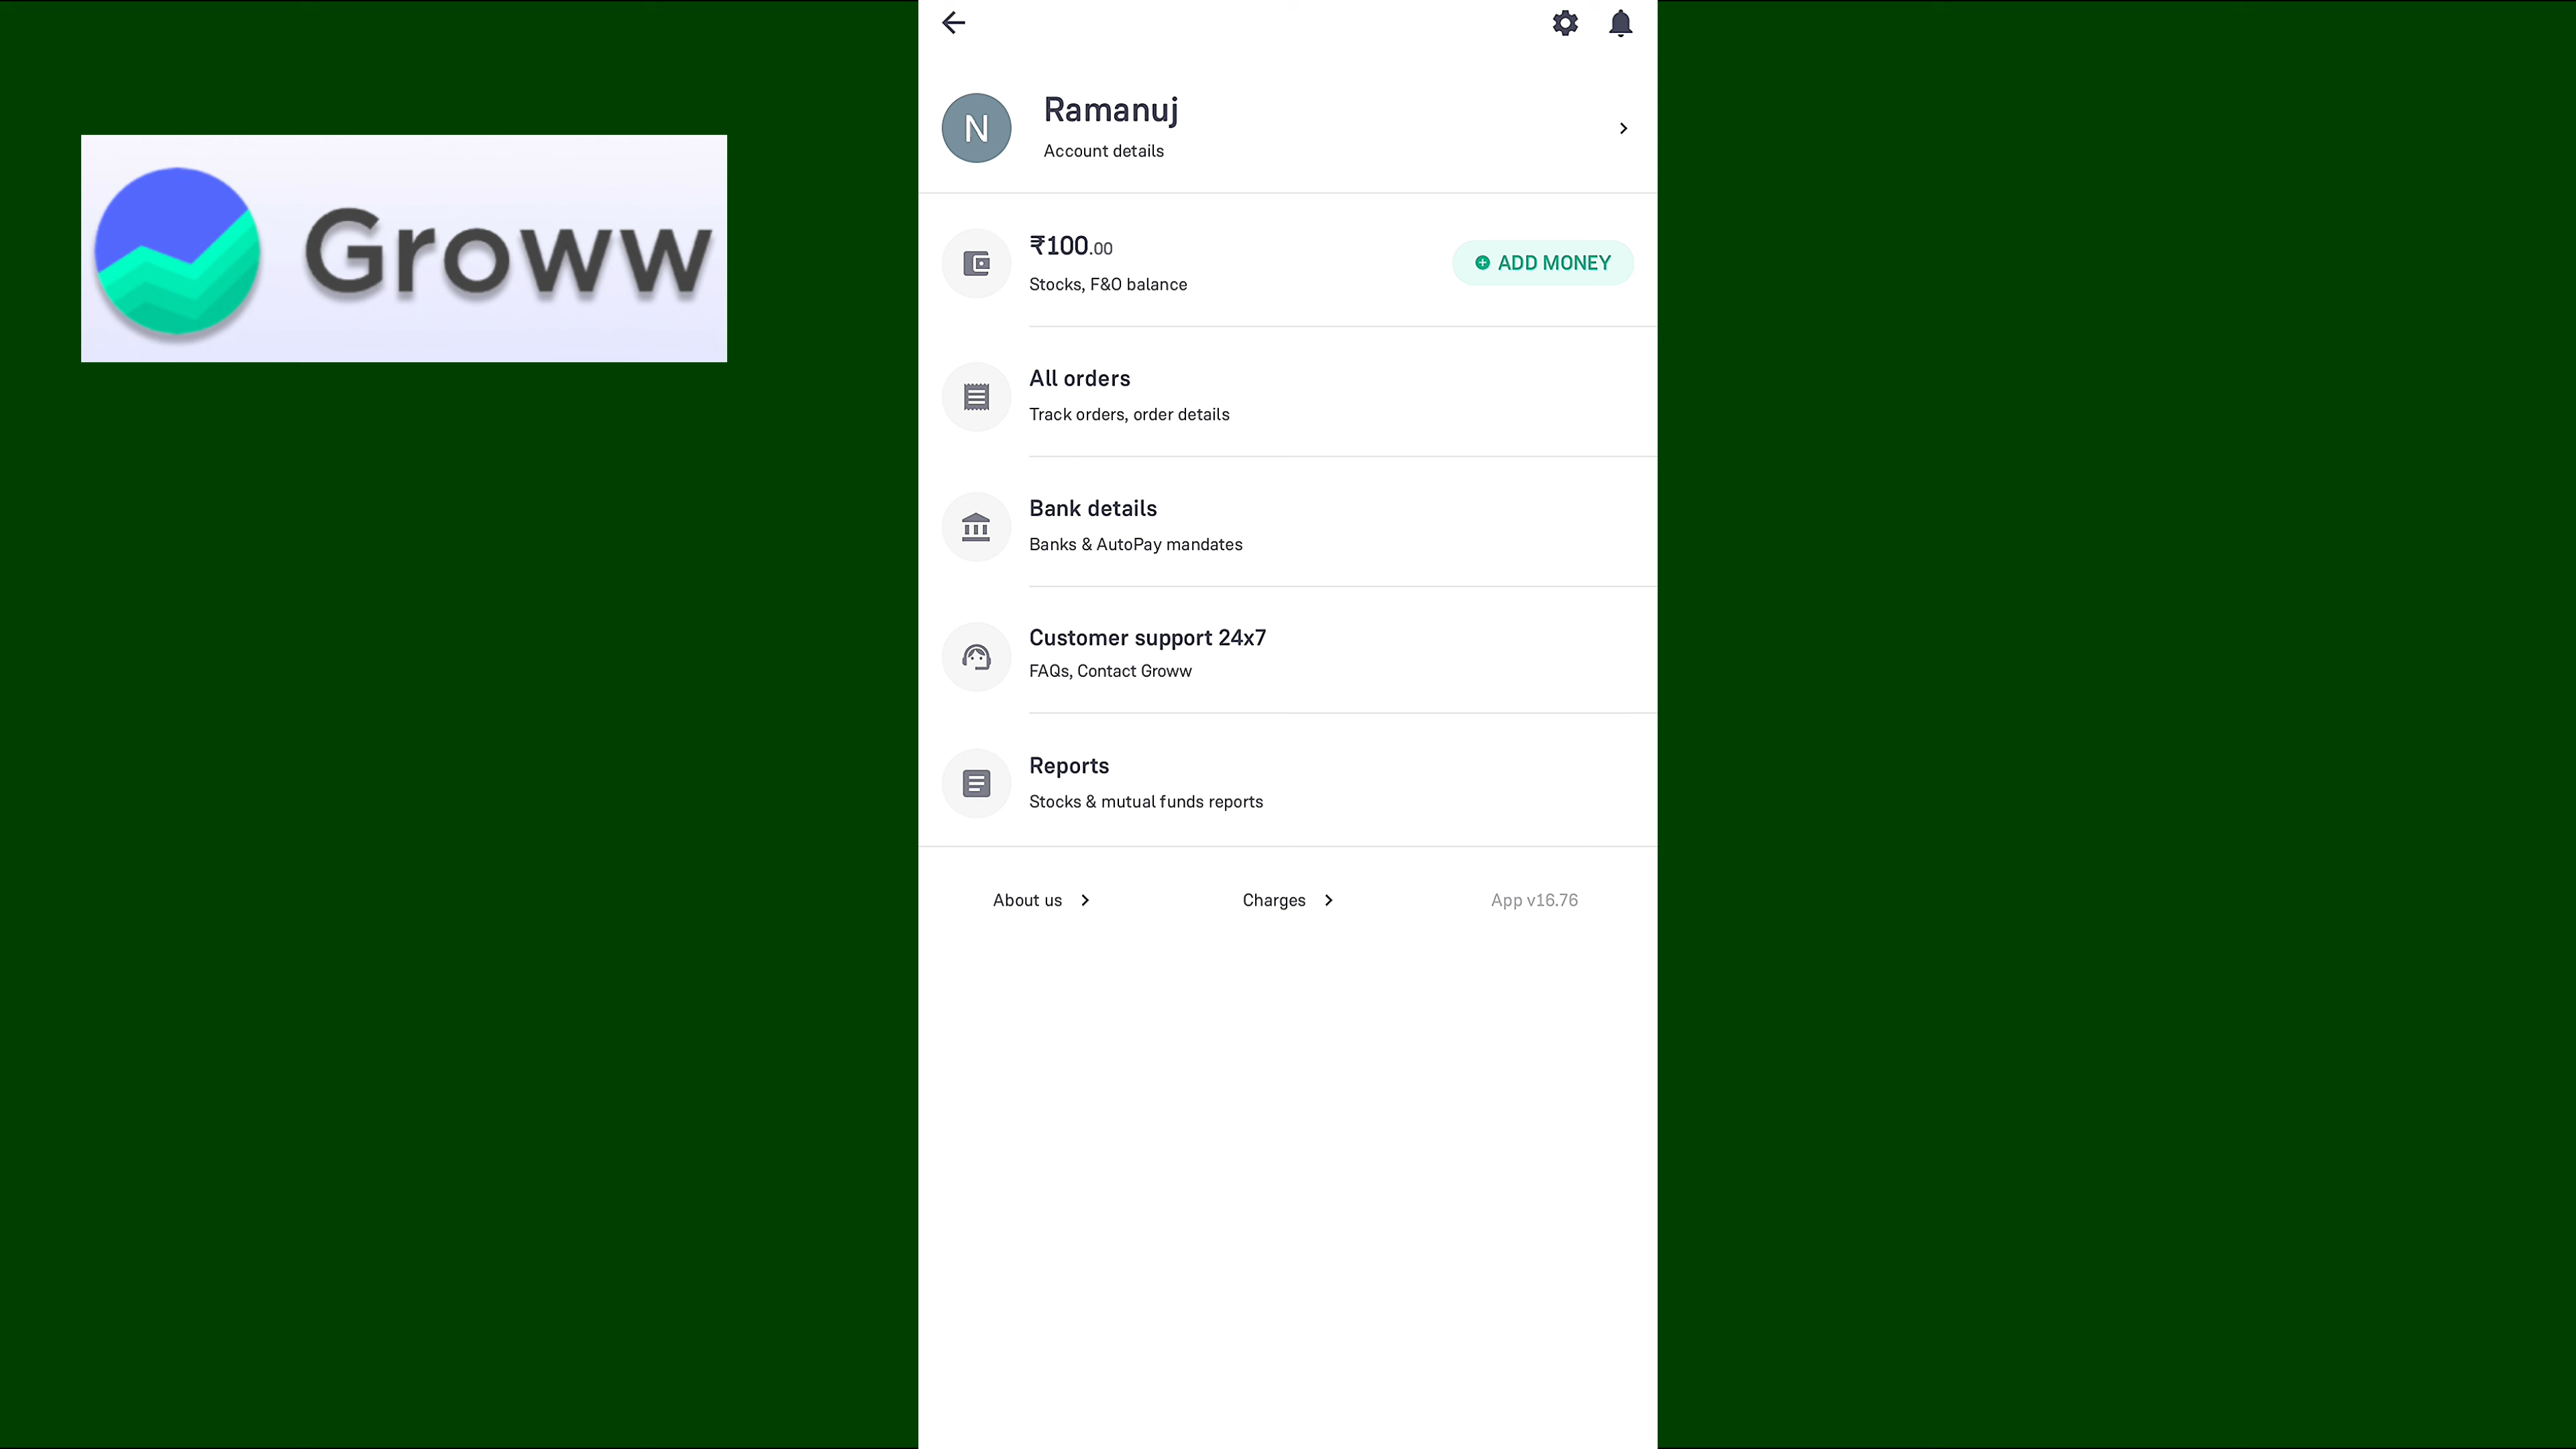 Groww
N
Ramanuj
Account details
₹100.00
Stocks, F&O balance
ADD MONEY
All orders
Track orders, order details
Bank details
Banks & AutoPay mandates
Customer support 24x7
FAQs, Contact Groww
Reports
Stocks & mutual funds reports
About us
Charges
App v16.76